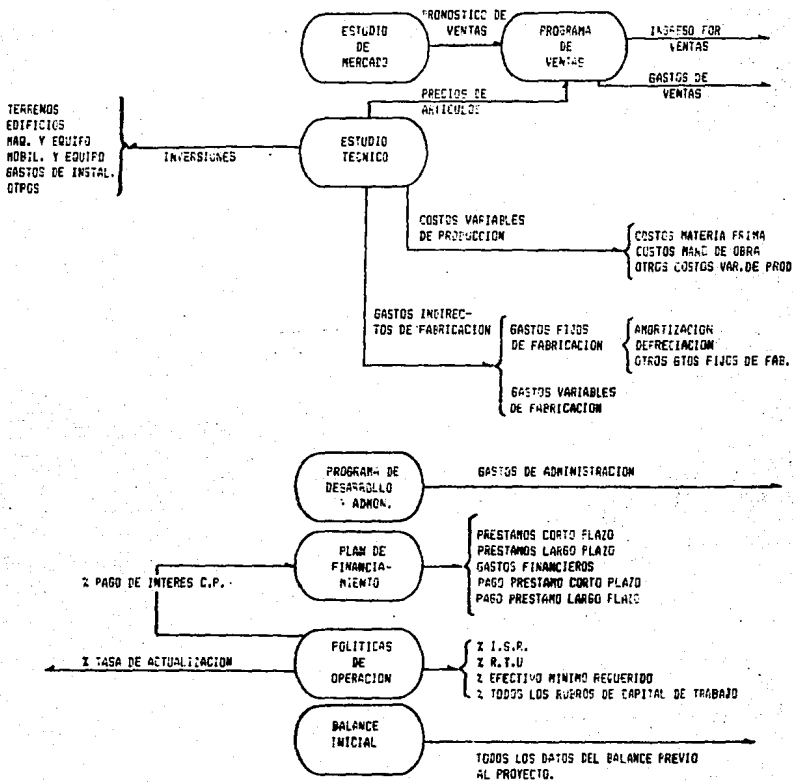 ESTUDIO
DE
MERCADO
PRONOSTICO DE
VENTAS
PROGRAMA
DE
VENTAS
INGRESO POR
VENTAS
GASTOS DE
VENTAS
PRECIOS DE
ARTICULOS
TERRENOS
EDIFICIOS
MAQ. Y EQUIPO
MOBIL. Y EQUIPO
GASTOS DE INSTAL.
OTROS
INVERSIONES
ESTUDIO
TECNICO
COSTOS VARIABLES
DE PRODUCCION
COSTOS MATERIA PRIMA
COSTOS MANO DE OBRA
OTROS COSTOS VAR.DE PROD
GASTOS INDIREC-
TOS DE FABRICACION
GASTOS FIJOS
DE FABRICACION
AMORTIZACION
DEPRECIACION
OTROS GTOS FIJOS DE FAB.
GASTOS VARIABLES
DE FABRICACION
PROGRAMA DE
DESARROLLO
Y ADMON.
GASTOS DE ADMINISTRACION
PLAN DE
FINANCIA-
MIENTO
PRESTAMOS CORTO PLAZO
PRESTAMOS LARGO PLAZO
GASTOS FINANCIEROS
PAGO PRESTAMO CORTO PLAZO
PAGO PRESTAMO LARGO PLAZO
% PAGO DE INTERES C.P.
% TASA DE ACTUALIZACION
POLITICAS
DE
OPERACION
% I.S.R.
% R.T.U
% EFECTIVO MINIMO REQUERIDO
% TODOS LOS RUBROS DE CAPITAL DE TRABAJO
BALANCE
INICIAL
TODOS LOS DATOS DEL BALANCE PREVIO
AL PROYECTO.